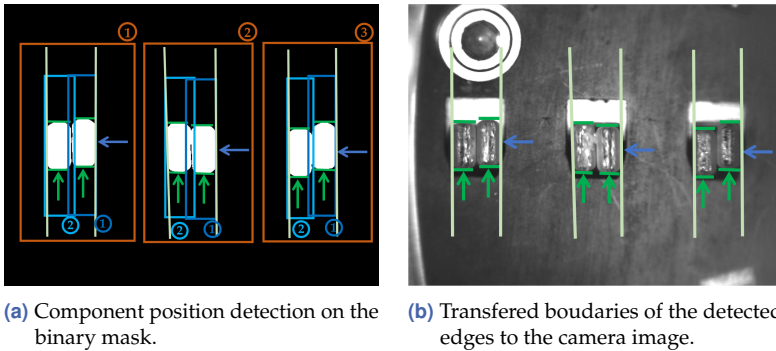 ① ② ③
② ① ② ① ② ①
(a) Component position detection on the
binary mask.
(b) Transfered boudaries of the detected
edges to the camera image.